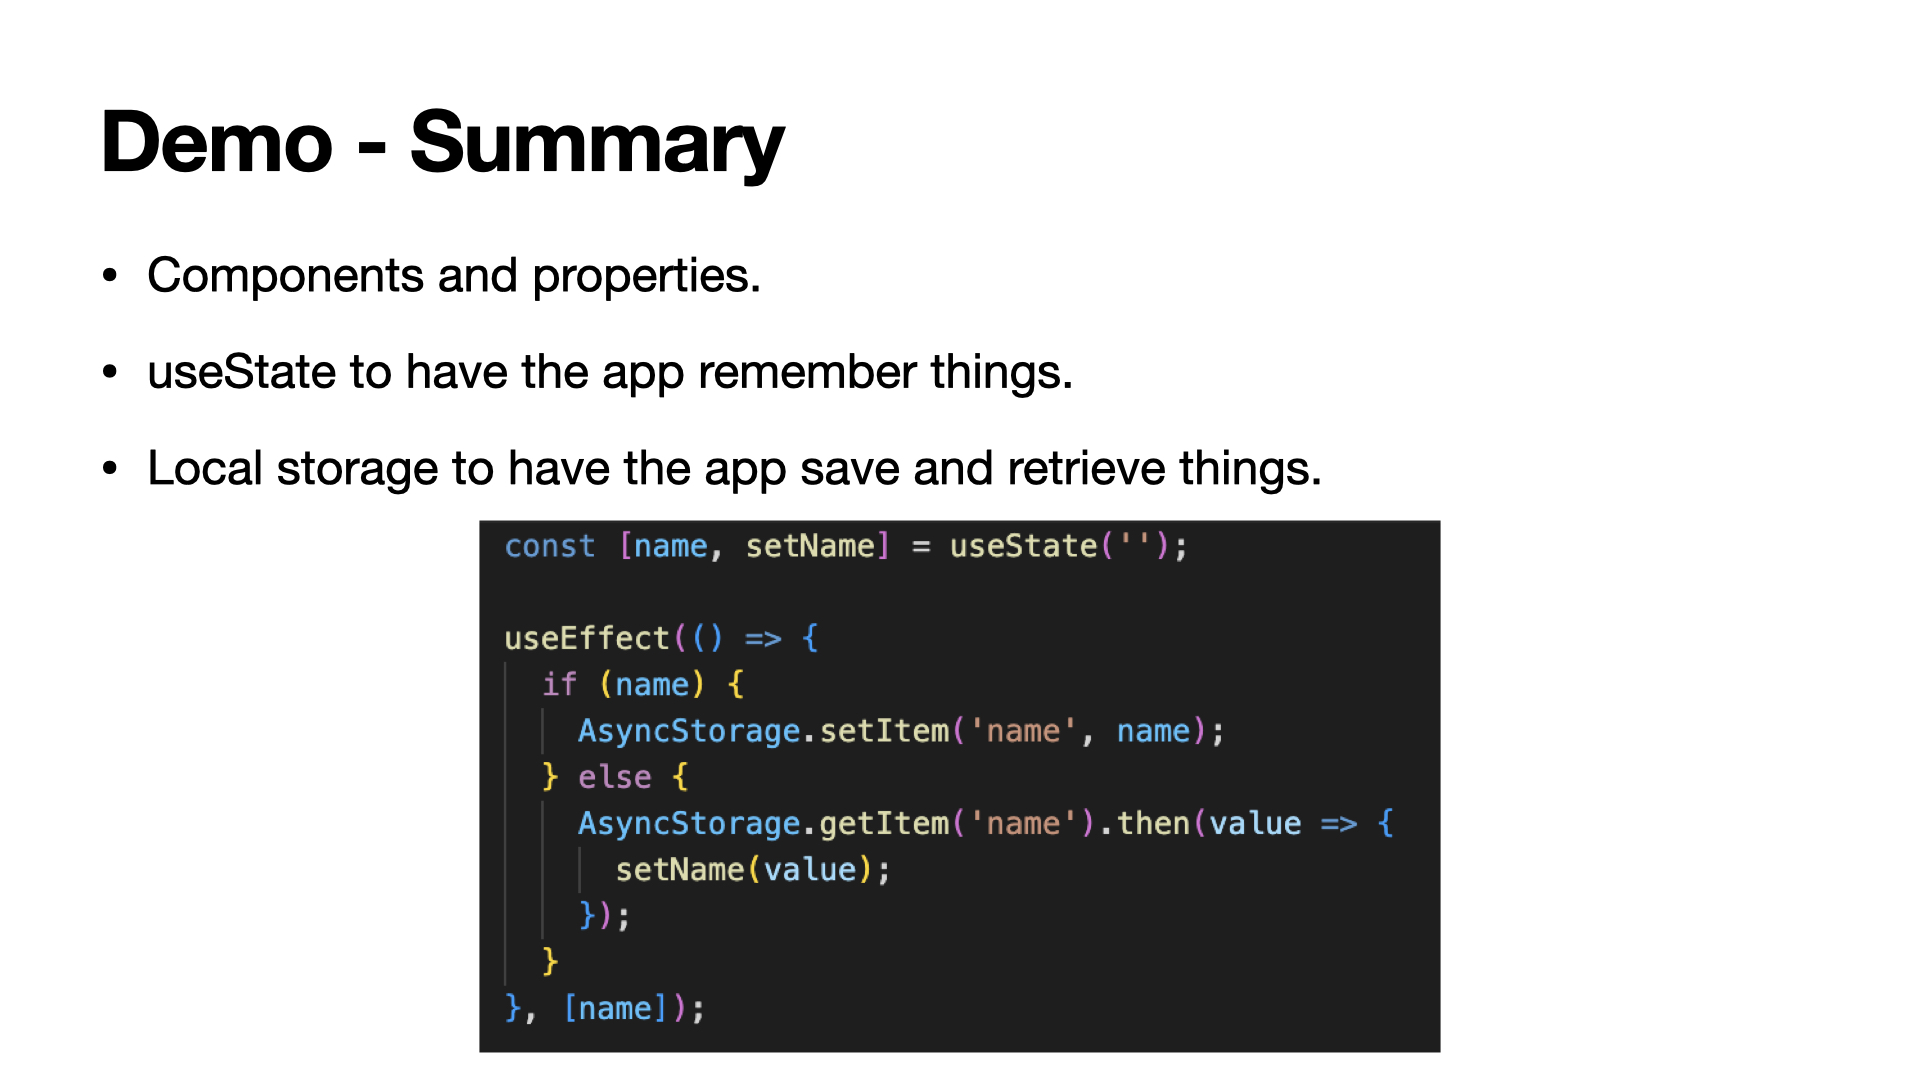 Demo - Summary
• Components and properties.
• useState to have the app remember things.
• Local storage to have the app save and retrieve things.
const [name, setName] = useState('');
useEffect(() => {
  if (name) {
    AsyncStorage.setItem('name', name);
  } else {
    AsyncStorage.getItem('name').then(value => {
      setName(value);
    });
  }
}, [name]);